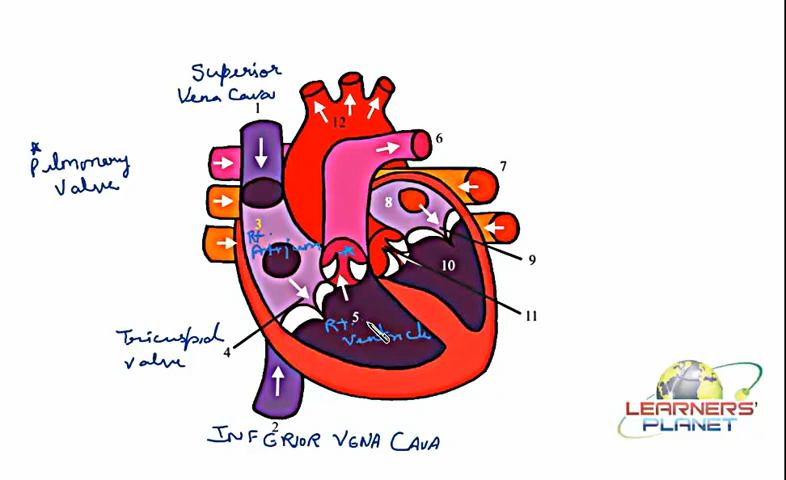 Superior
Vena Cava
1
12
6
* Pulmonary
Valve
7
8
3
Rt.
Atrium
*
10
9
11
5
Rt.
Ventricle
Tricuspid
valve
4
2
INFERIOR VENA CAVA
LEARNERS'
PLANET